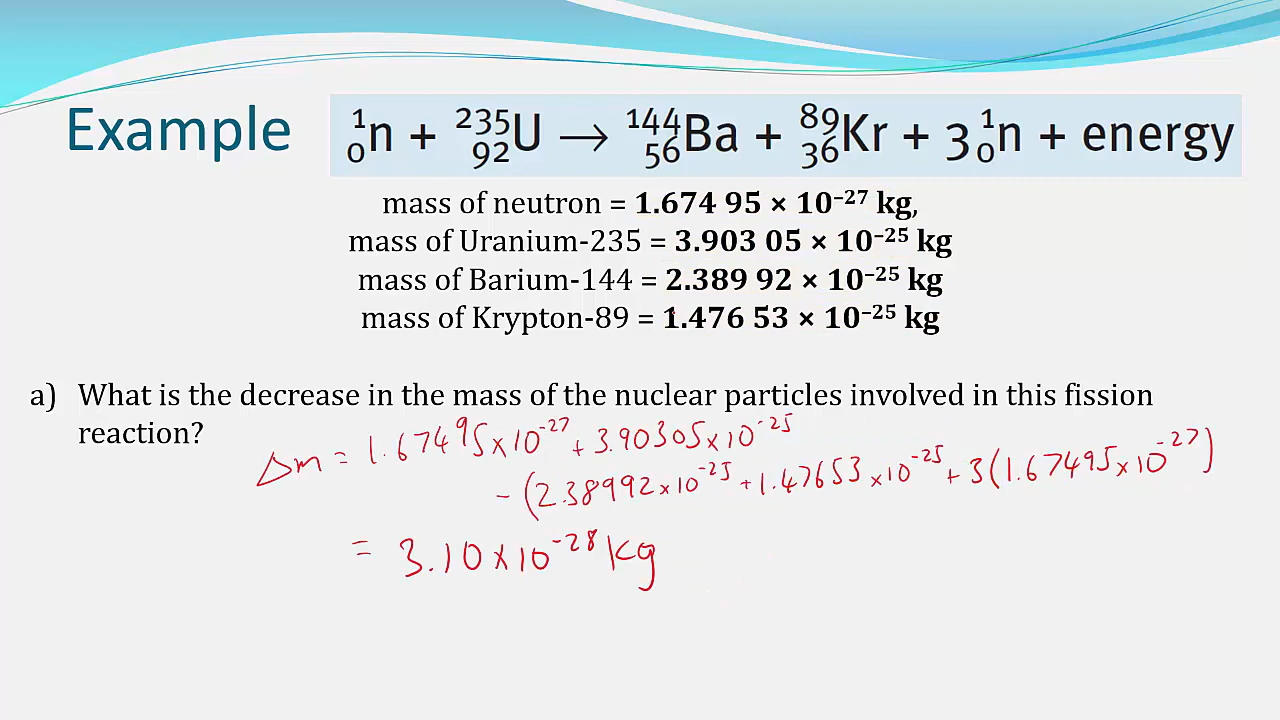 Example
¹₀n + ²³⁵₉₂U → ¹⁴⁴₅₆Ba + ⁸⁹₃₆Kr + 3¹₀n + energy
mass of neutron = 1.674 95 × 10⁻²⁷ kg,
mass of Uranium-235 = 3.903 05 × 10⁻²⁵ kg
mass of Barium-144 = 2.389 92 × 10⁻²⁵ kg
mass of Krypton-89 = 1.476 53 × 10⁻²⁵ kg
a) What is the decrease in the mass of the nuclear particles involved in this fission
reaction?
Δm = 1.67495×10⁻²⁷ + 3.90305×10⁻²⁵
- (2.38992×10⁻²⁵ + 1.47653×10⁻²⁵ + 3(1.67495×10⁻²⁷)
= 3.10×10⁻²⁸ kg